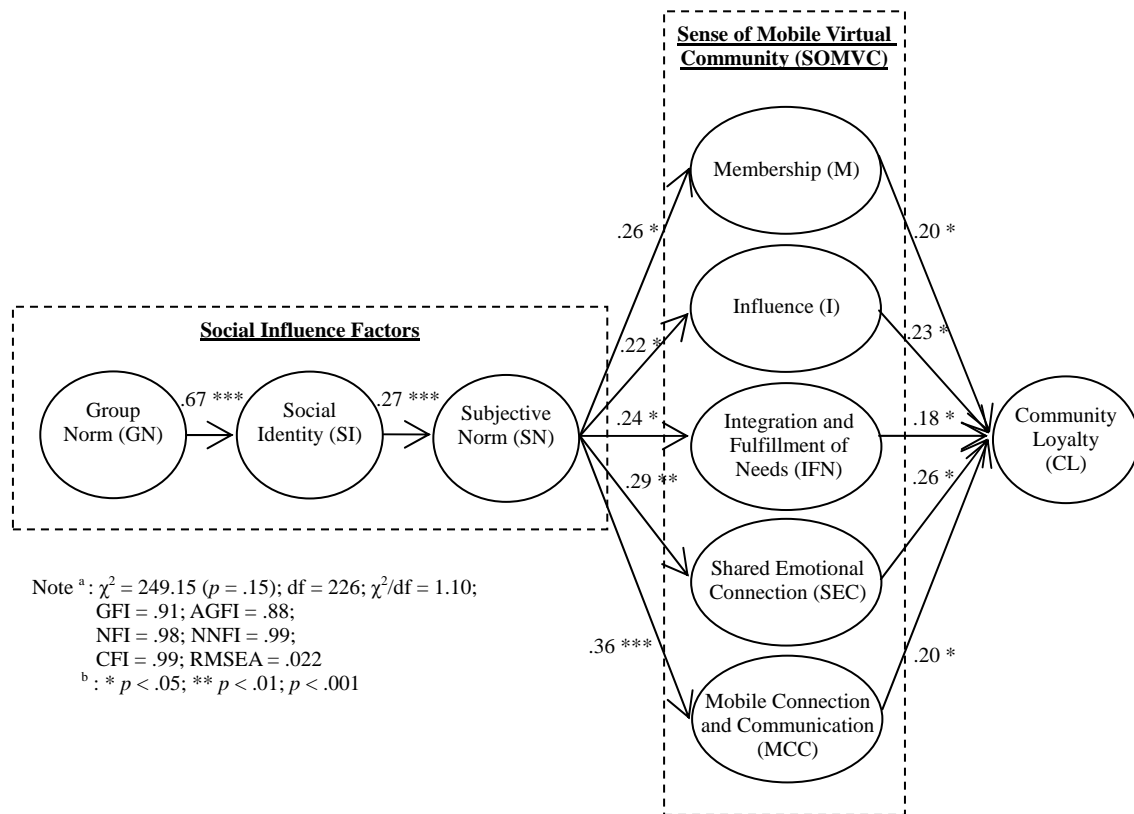 Sense of Mobile Virtual
Community (SOMVC)
Membership (M)
.26 *
.20 *
Influence (I)
.22 *
.23 *
Social Influence Factors
Group
Norm (GN)
.67 ***
Social
Identity (SI)
.27 ***
Subjective
Norm (SN)
.24 *
Integration and
Fulfillment of
Needs (IFN)
.18 *
Community
Loyalty
(CL)
.29 **
.26 *
Shared Emotional
Connection (SEC)
.36 ***
.20 *
Mobile Connection
and Communication
(MCC)
Note ᵃ : χ² = 249.15 (p = .15); df = 226; χ²/df = 1.10;
GFI = .91; AGFI = .88;
NFI = .98; NNFI = .99;
CFI = .99; RMSEA = .022
ᵇ : * p < .05; ** p < .01; p < .001